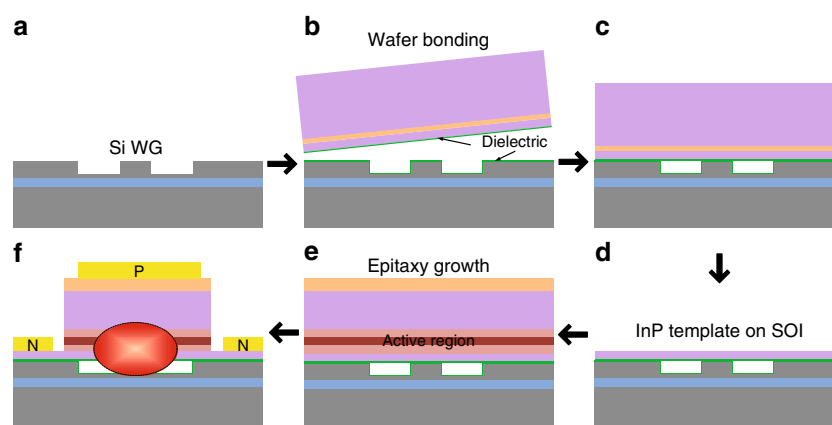 a
b
c
Wafer bonding
Si WG
Dielectric
f
e
d
P
Epitaxy growth
InP template on SOI
N
N
Active region